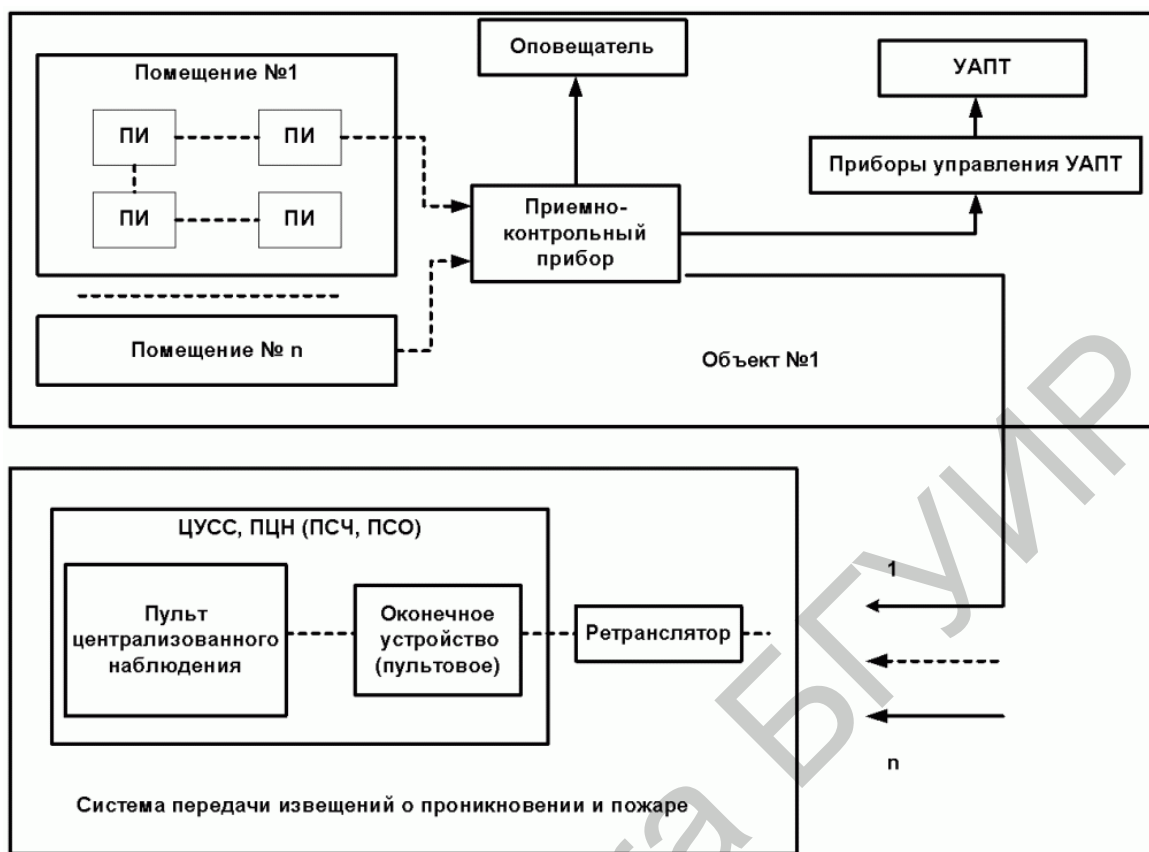 Помещение №1
ПИ
ПИ
ПИ
ПИ
Помещение № n
Оповещатель
УАПТ
Приборы управления УАПТ
Приемно-
контрольный
прибор
Объект №1
ЦУСС, ПЦН (ПСЧ, ПСО)
Пульт
централизованного
наблюдения
Оконечное
устройство
(пультовое)
Ретранслятор
1
n
Система передачи извещений о проникновении и пожаре
БГУИР